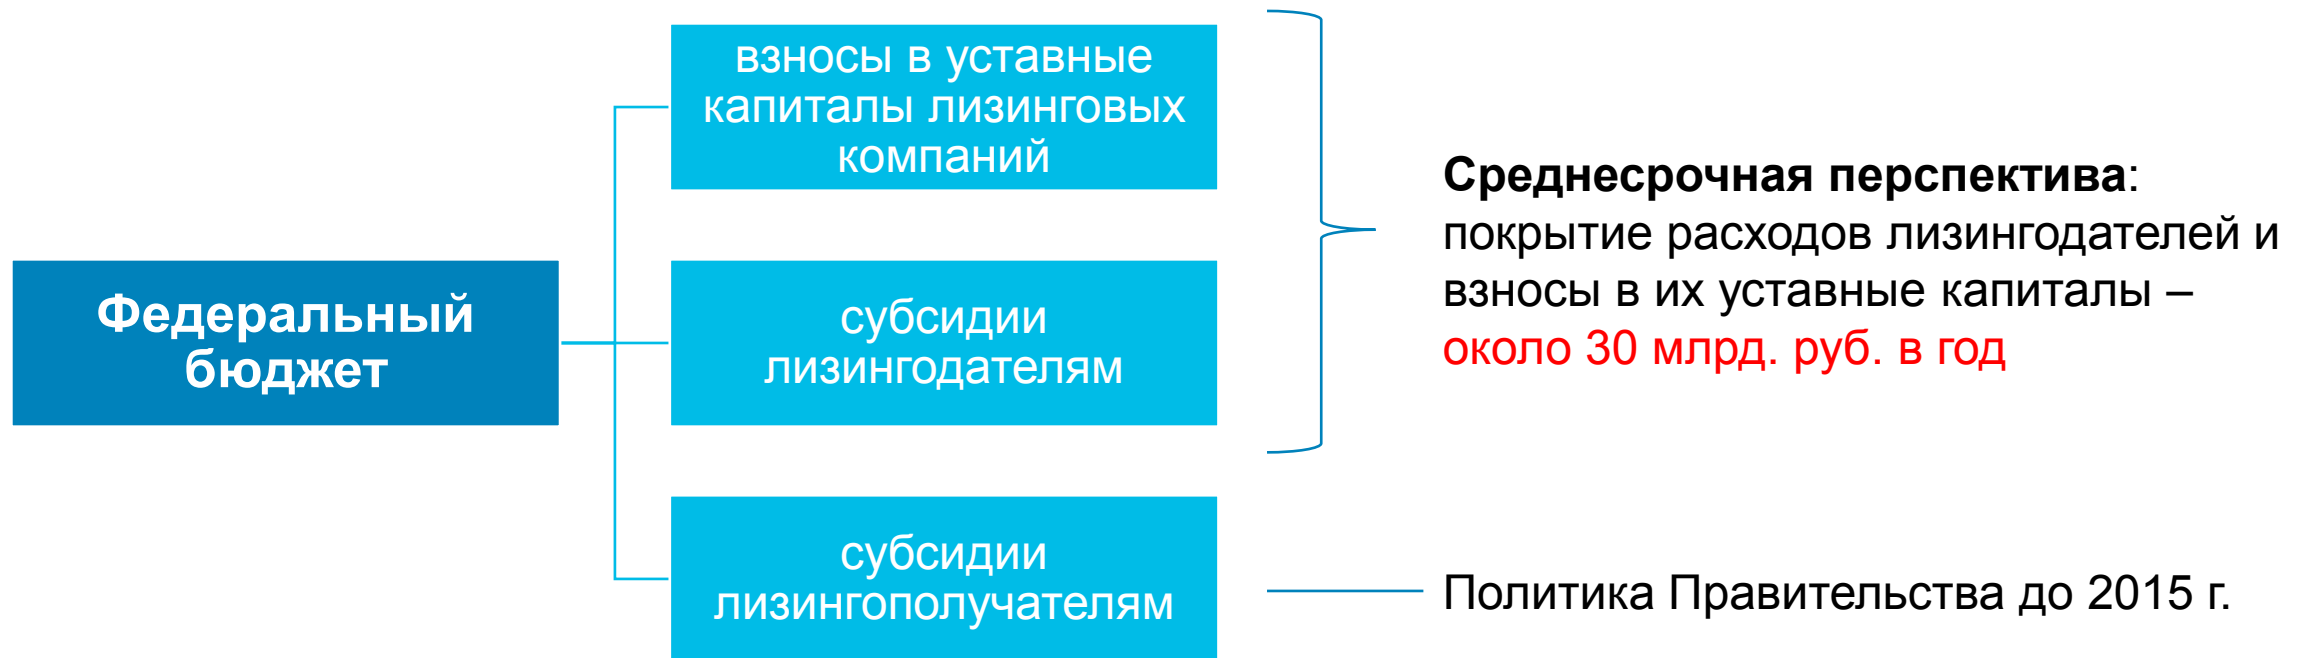 Федеральный
бюджет
взносы в уставные
капиталы лизинговых
компаний
субсидии
лизингодателям
субсидии
лизингополучателям
Среднесрочная перспектива:
покрытие расходов лизингодателей и
взносы в их уставные капиталы –
около 30 млрд. руб. в год
Политика Правительства до 2015 г.